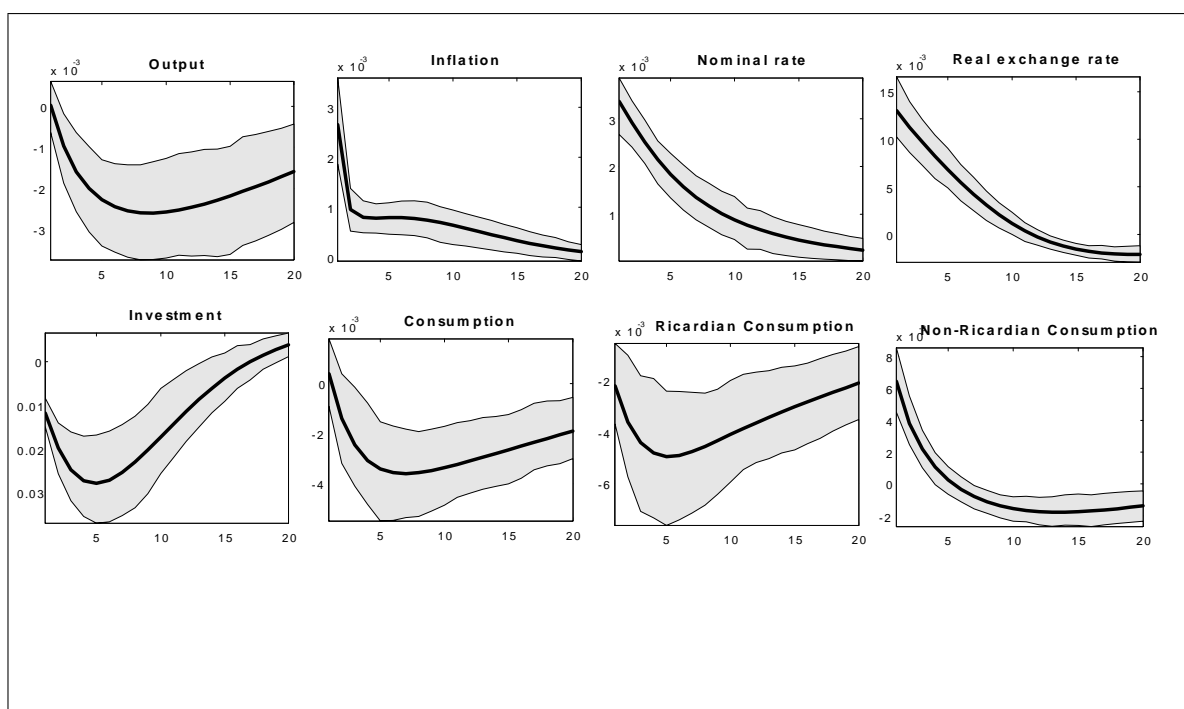 Output
x 10-3
0
-1
-2
-3
5 10 15 20
Inflation
x 10-3
3
2
1
0
5 10 15 20
Nominal rate
x 10-3
3
2
1
5 10 15 20
Real exchange rate
x 10-3
15
10
5
0
5 10 15 20
Investment
0
0.01
0.02
0.03
5 10 15 20
Consumption
x 10-3
0
-2
-4
5 10 15 20
Ricardian Consumption
x 10-3
-2
-4
-6
5 10 15 20
Non-Ricardian Consumption
x 10-3
8
6
4
2
0
-2
5 10 15 20